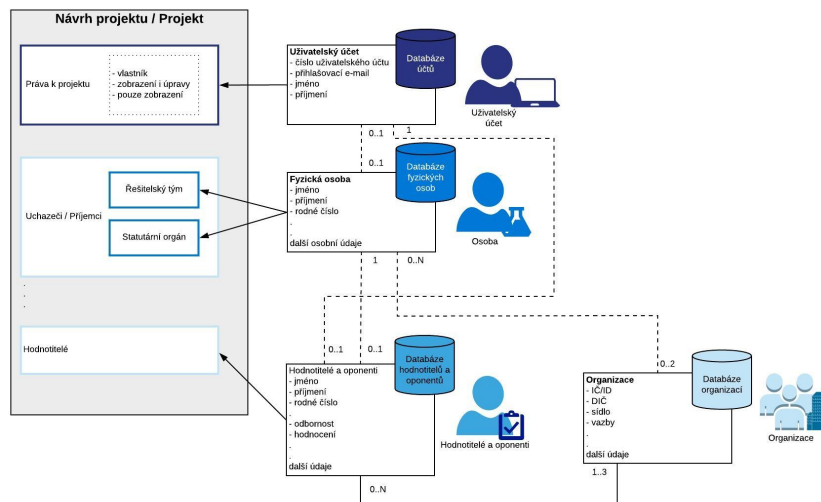 Návrh projektu / Projekt
Práva k projektu
- vlastník
- zobrazení i úpravy
- pouze zobrazení
Uchazeči / Příjemci
Řešitelský tým
Statutární orgán
.
.
.
Hodnotitelé
Uživatelský účet
- číslo uživatelského účtu
- přihlašovací e-mail
- jméno
- příjmení
Databáze
účtů
Uživatelský
účet
0..1
1
0..1
Fyzická osoba
- jméno
- příjmení
- rodné číslo
.
.
další osobní údaje
Databáze
fyzických
osob
Osoba
1
0..N
0..1
0..1
0..2
Hodnotitelé a oponenti
- jméno
- příjmení
- rodné číslo
.
- odbornost
- hodnocení
.
.
další údaje
Databáze
hodnotitelů a
oponentů
Hodnotitelé a oponenti
0..N
Organizace
- IČ/ID
- DIČ
- sídlo
- vazby
.
.
další údaje
Databáze
organizací
Organizace
1..3